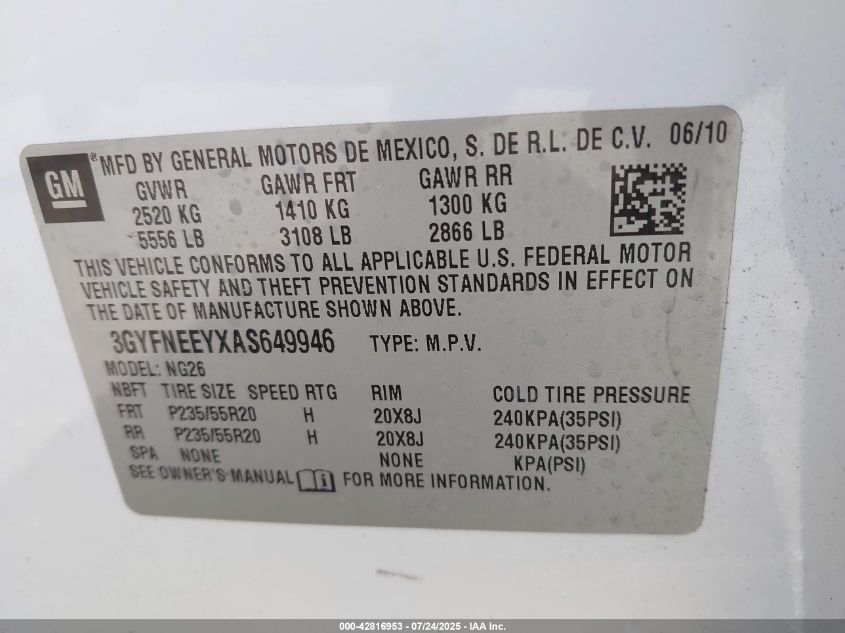 GM ® MFD BY GENERAL MOTORS DE MEXICO, S. DE R.L. DE C.V. 06/10
GVWR GAWR FRT GAWR RR
2520 KG 1410 KG 1300 KG
5556 LB 3108 LB 2866 LB
THIS VEHICLE CONFORMS TO ALL APPLICABLE U.S. FEDERAL MOTOR
VEHICLE SAFETY AND THEFT PREVENTION STANDARDS IN EFFECT ON
THE DATE OF MANUFACTURE SHOWN ABOVE.
3GYFNEEYXAS649946 TYPE: M.P.V.
MODEL: NG26
NBFT TIRE SIZE SPEED RTG RIM COLD TIRE PRESSURE
FRT P235/55R20 H 20X8J 240KPA(35PSI)
RR P235/55R20 H 20X8J 240KPA(35PSI)
SPA NONE NONE KPA(PSI)
SEE OWNER'S MANUAL i FOR MORE INFORMATION.
000-42816953 - 07/24/2025 - IAA Inc.